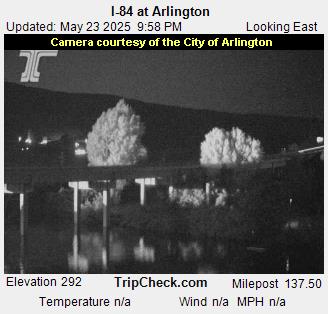 I-84 at Arlington
Updated: May 23 2025 9:58 PM Looking East
Camera courtesy of the City of Arlington
Elevation 292 TripCheck.com Milepost 137.50
Temperature n/a Wind n/a MPH n/a